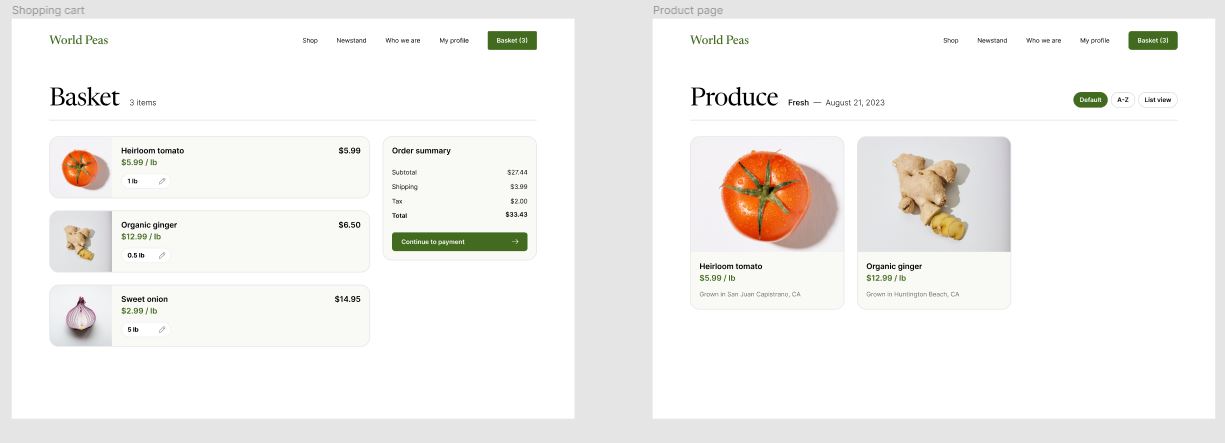 Shopping cart
World Peas
Shop
Newstand
Who we are
My profile
Basket (3)
Basket
3 items
Heirloom tomato
$5.99
$5.99 / lb
1 lb
Organic ginger
$6.50
$12.99 / lb
0.5 lb
Sweet onion
$14.95
$2.99 / lb
5 lb
Order summary
Subtotal
$27.44
Shipping
$3.99
Tax
$2.00
Total
$33.43
Continue to payment
Product page
World Peas
Shop
Newstand
Who we are
My profile
Basket (3)
Produce
Fresh — August 21, 2023
Default
A-Z
List view
Heirloom tomato
$5.99 / lb
Grown in San Juan Capistrano, CA
Organic ginger
$12.99 / lb
Grown in Huntington Beach, CA